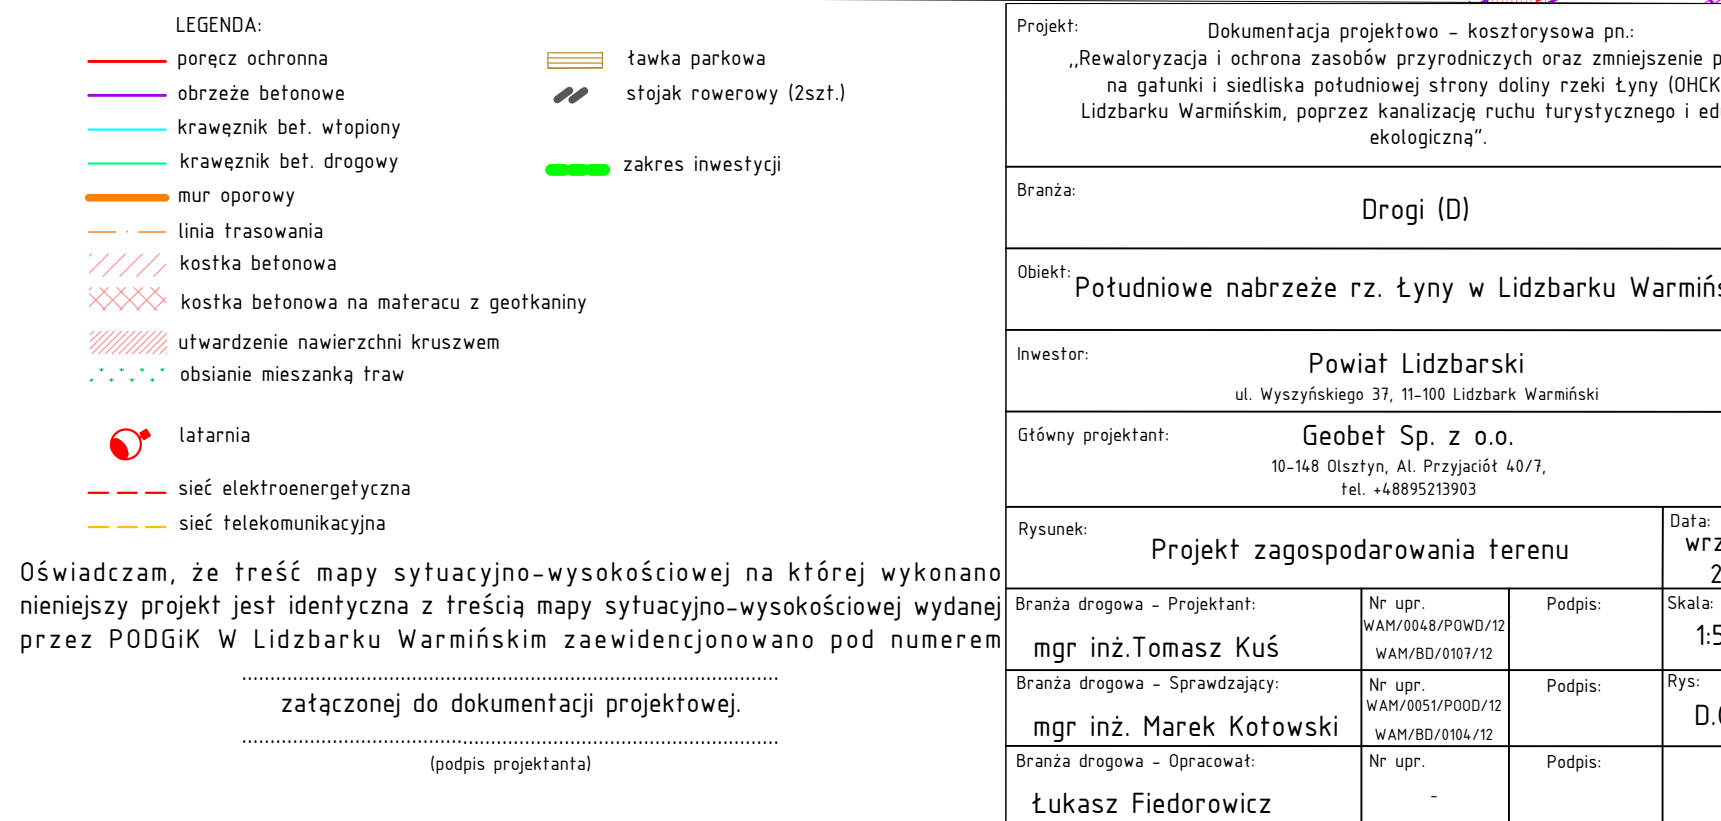 LEGENDA:
poręcz ochronna
obrzeże betonowe
krawęznik bet. wtopiony
krawęznik bet. drogowy
mur oporowy
linia trasowania
kostka betonowa
kostka betonowa na materacu z geotkaniny
utwardzenie nawierzchni kruszwem
obsianie mieszanką traw
latarnia
sieć elektroenergetyczna
sieć telekomunikacyjna
ławka parkowa
stojak rowerowy (2szt.)
zakres inwestycji
Oświadczam, że treść mapy sytuacyjno-wysokościowej na której wykonano
nieniejszy projekt jest identyczna z treścią mapy sytuacyjno-wysokościowej wydanej
przez PODGiK W Lidzbarku Warmińskim zaewidencjonowano pod numerem
załączonej do dokumentacji projektowej.
(podpis projektanta)
Projekt:
Dokumentacja projektowo - kosztorysowa pn.:
,,Rewaloryzacja i ochrona zasobów przyrodniczych oraz zmniejszenie p
na gatunki i siedliska południowej strony doliny rzeki Łyny (OHCK
Lidzbarku Warmińskim, poprzez kanalizację ruchu turystycznego i ed
ekologiczną”.
Branża:
Drogi (D)
Obiekt:
Południowe nabrzeże rz. Łyny w Lidzbarku Warmińs
Inwestor:
Powiat Lidzbarski
ul. Wyszyńskiego 37, 11-100 Lidzbark Warmiński
Główny projektant:
Geobet Sp. z o.o.
10-148 Olsztyn, Al. Przyjaciół 40/7,
tel. +48895213903
Rysunek:
Projekt zagospodarowania terenu
Data:
wrz
2
Branża drogowa - Projektant:
mgr inż.Tomasz Kuś
Nr upr.
WAM/0048/POWD/12
WAM/BD/0107/12
Podpis:
Skala:
1:5
Branża drogowa - Sprawdzający:
mgr inż. Marek Kotowski
Nr upr.
WAM/0051/POOD/12
WAM/BD/0104/12
Podpis:
Rys:
D.
Branża drogowa - Opracował:
Łukasz Fiedorowicz
Nr upr.
-
Podpis: